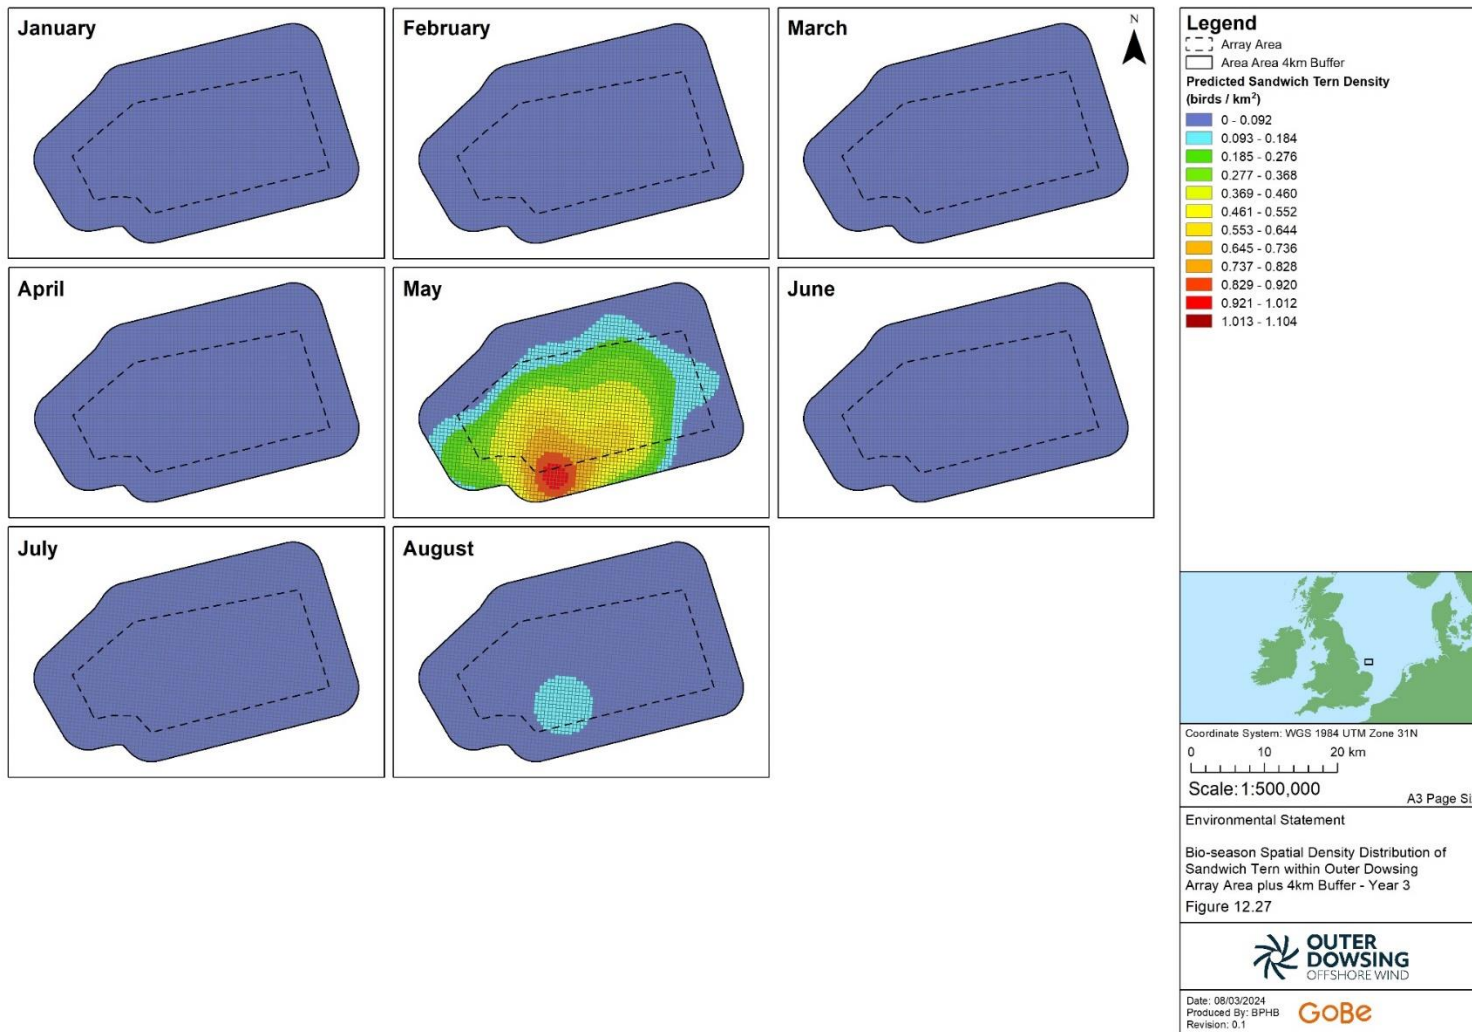 January
February
March
N
April
May
June
July
August
Legend
Array Area
Area Area 4km Buffer
Predicted Sandwich Tern Density
(birds / km²)
0 - 0.092
0.093 - 0.184
0.185 - 0.276
0.277 - 0.368
0.369 - 0.460
0.461 - 0.552
0.553 - 0.644
0.645 - 0.736
0.737 - 0.828
0.829 - 0.920
0.921 - 1.012
1.013 - 1.104
Coordinate System: WGS 1984 UTM Zone 31N
0 10 20 km
Scale: 1:500,000
A3 Page Si
Environmental Statement
Bio-season Spatial Density Distribution of
Sandwich Tern within Outer Dowsing
Array Area plus 4km Buffer - Year 3
Figure 12.27
OUTER
DOWSING
OFFSHORE WIND
Date: 08/03/2024
Produced By: BPHB
Revision: 0.1
GoBe